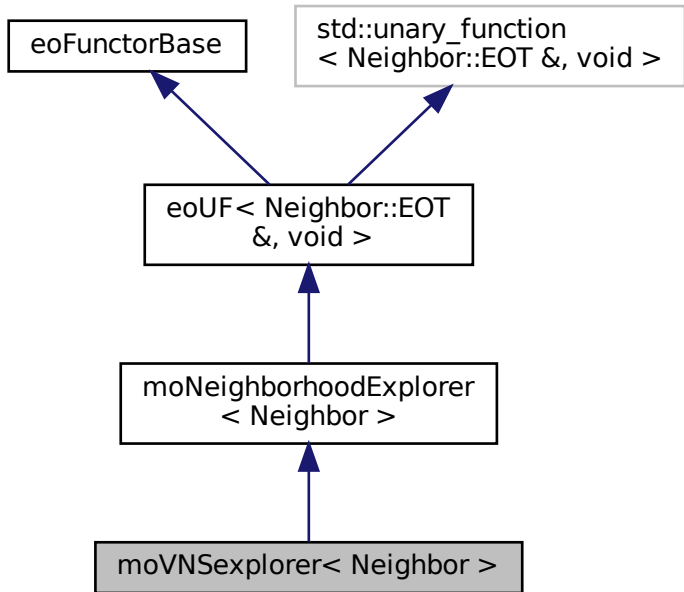 eoFunctorBase
std::unary_function
< Neighbor::EOT &, void >
eoUF< Neighbor::EOT
&, void >
moNeighborhoodExplorer
< Neighbor >
moVNSexplorer< Neighbor >